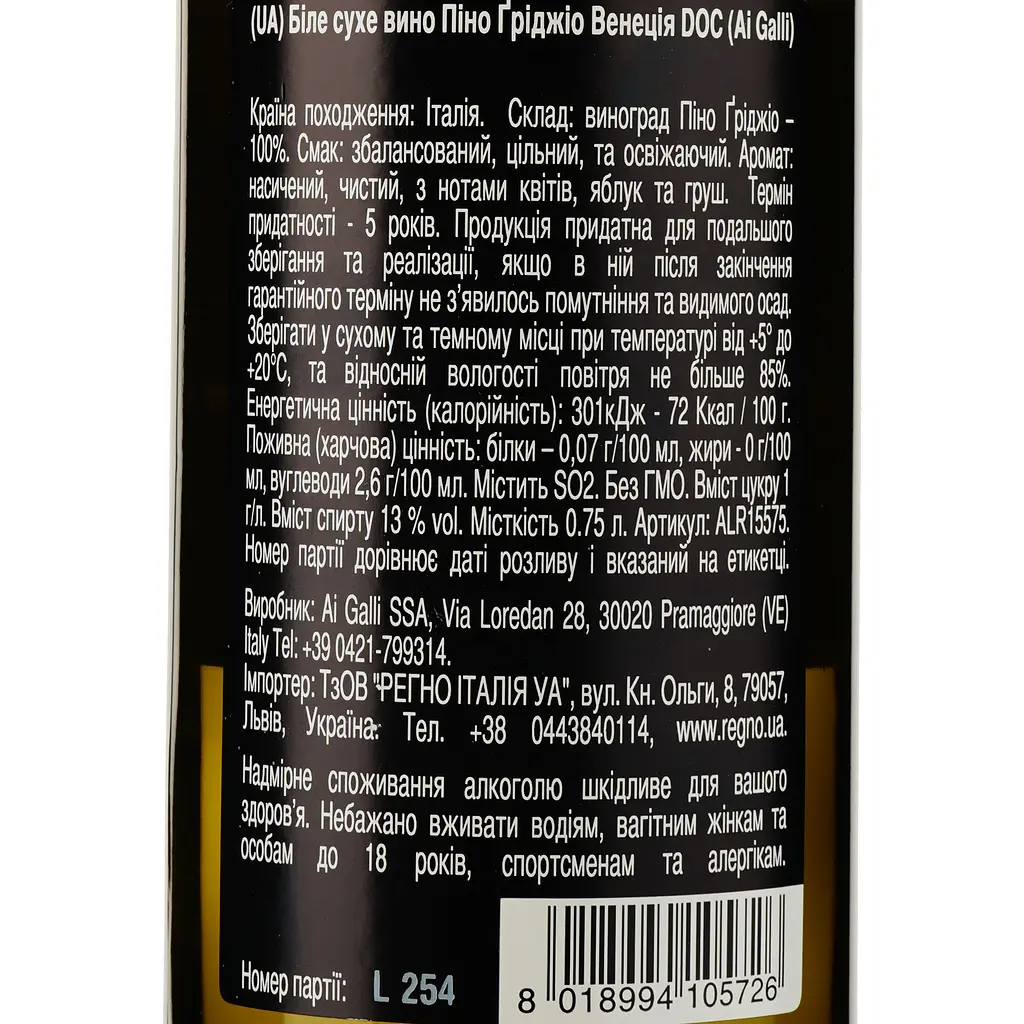 (UA) Біле сухе вино Піно Ґріджіо Венеція DOC (Ai Galli)
Країна походження: Італія. Склад: виноград Піно Ґріджіо –
100%. Смак: збалансований, цільний, та освіжаючий. Аромат:
насичений, чистий, з нотами квітів, яблук та груш. Термін
придатності - 5 років. Продукція придатна для подальшого
зберігання та реалізації, якщо в ній після закінчення
гарантійного терміну не з’явилось помутніння та видимого осад.
Зберігати у сухому та темному місці при температурі від +5° до
+20°C, та відносній вологості повітря не більше 85%.
Енергетична цінність (калорійність): 301кДж - 72 Ккал / 100 г.
Поживна (харчова) цінність: білки – 0,07 г/100 мл, жири - 0 г/100
мл, вуглеводи 2,6 г/100 мл. Містить SO2. Без ГМО. Вміст цукру 1
г/л. Вміст спирту 13 % vol. Місткість 0.75 л. Артикул: ALR15575.
Номер партії дорівнює даті розливу і вказаний на етикетці.
Виробник: Ai Galli SSA, Via Loredan 28, 30020 Pramaggiore (VE)
Italy Tel: +39 0421-799314.
Імпортер: ТзОВ "РЕГНО ІТАЛІЯ УА", вул. Кн. Ольги, 8, 79057,
Львів, Україна. Тел. +38 0443840114, www.regno.ua.
Надмірне споживання алкоголю шкідливе для вашого
здоров’я. Небажано вживати водіям, вагітним жінкам та
особам до 18 років, спортсменам та алергікам.
Номер партії: L 254
8 018994 105726